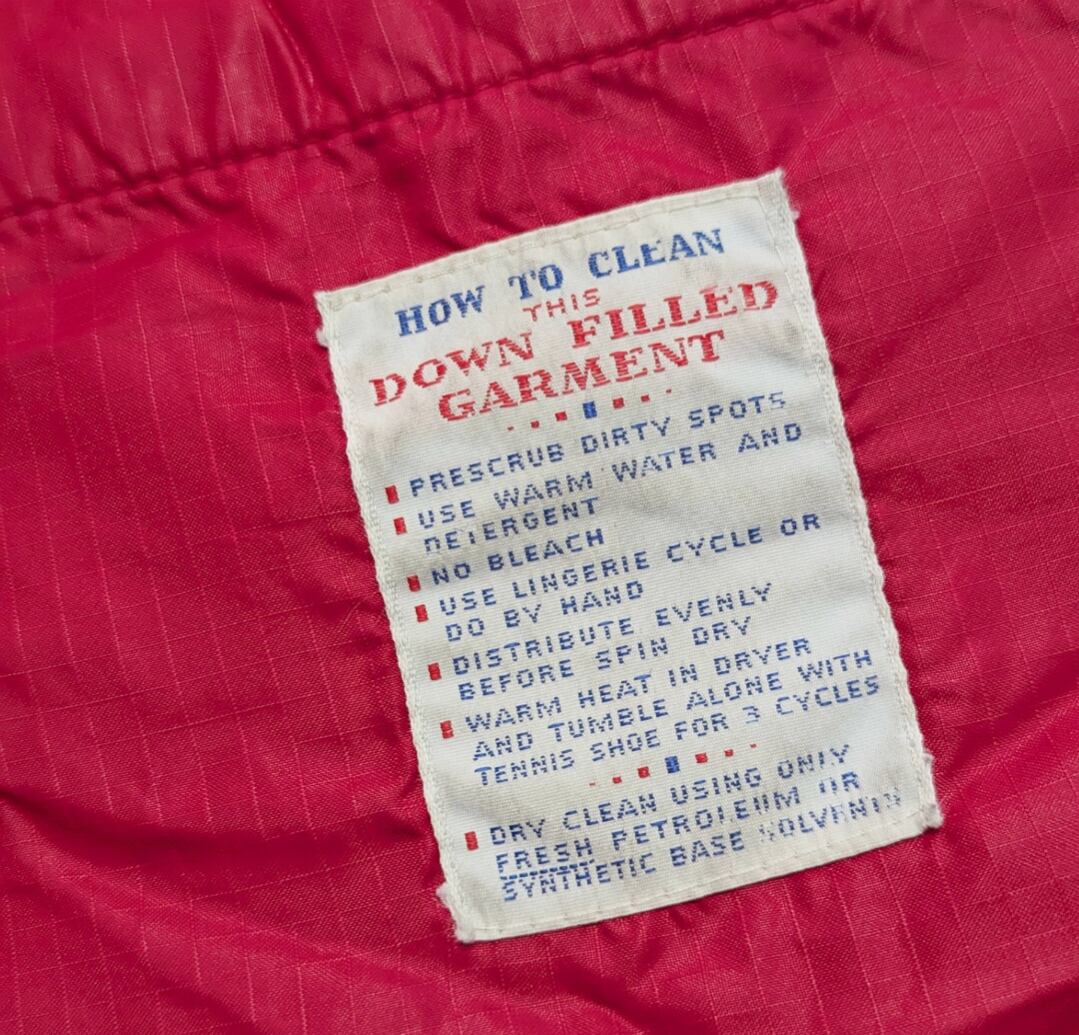 HOW TO CLEAN
THIS
DOWN FILLED
GARMENT
PRESCRUB DIRTY SPOTS
USE WARM WATER AND
DETERGENT
NO BLEACH
USE LINGERIE CYCLE OR
DO BY HAND
DISTRIBUTE EVENLY
BEFORE SPIN DRY
WARM HEAT IN DRYER
AND TUMBLE ALONE WITH
TENNIS SHOE FOR 3 CYCLES
DRY CLEAN USING ONLY
FRESH PETROLEUM OR
SYNTHETIC BASE SOLVENTS